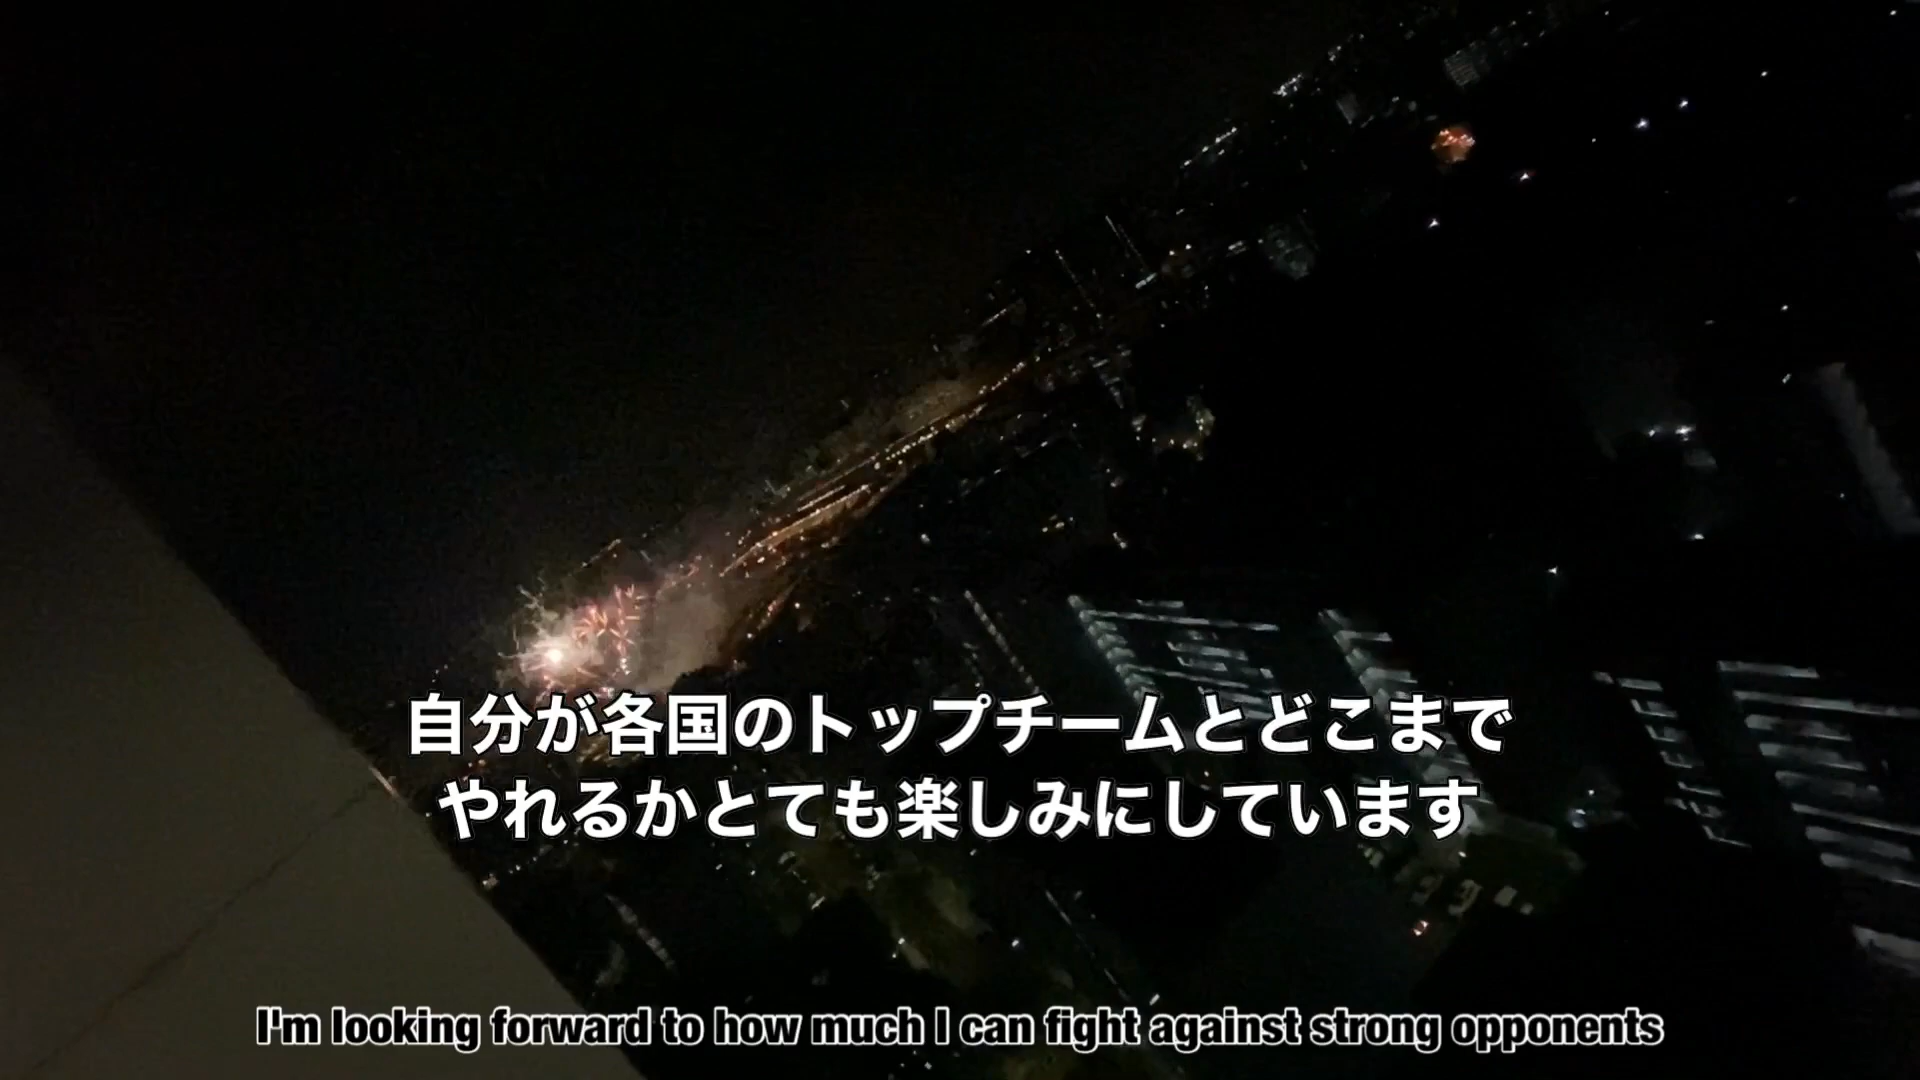 自分が各国のトップチームとどこまで
やれるかとても楽しみにしています
I'm looking forward to how much I can fight against strong opponents